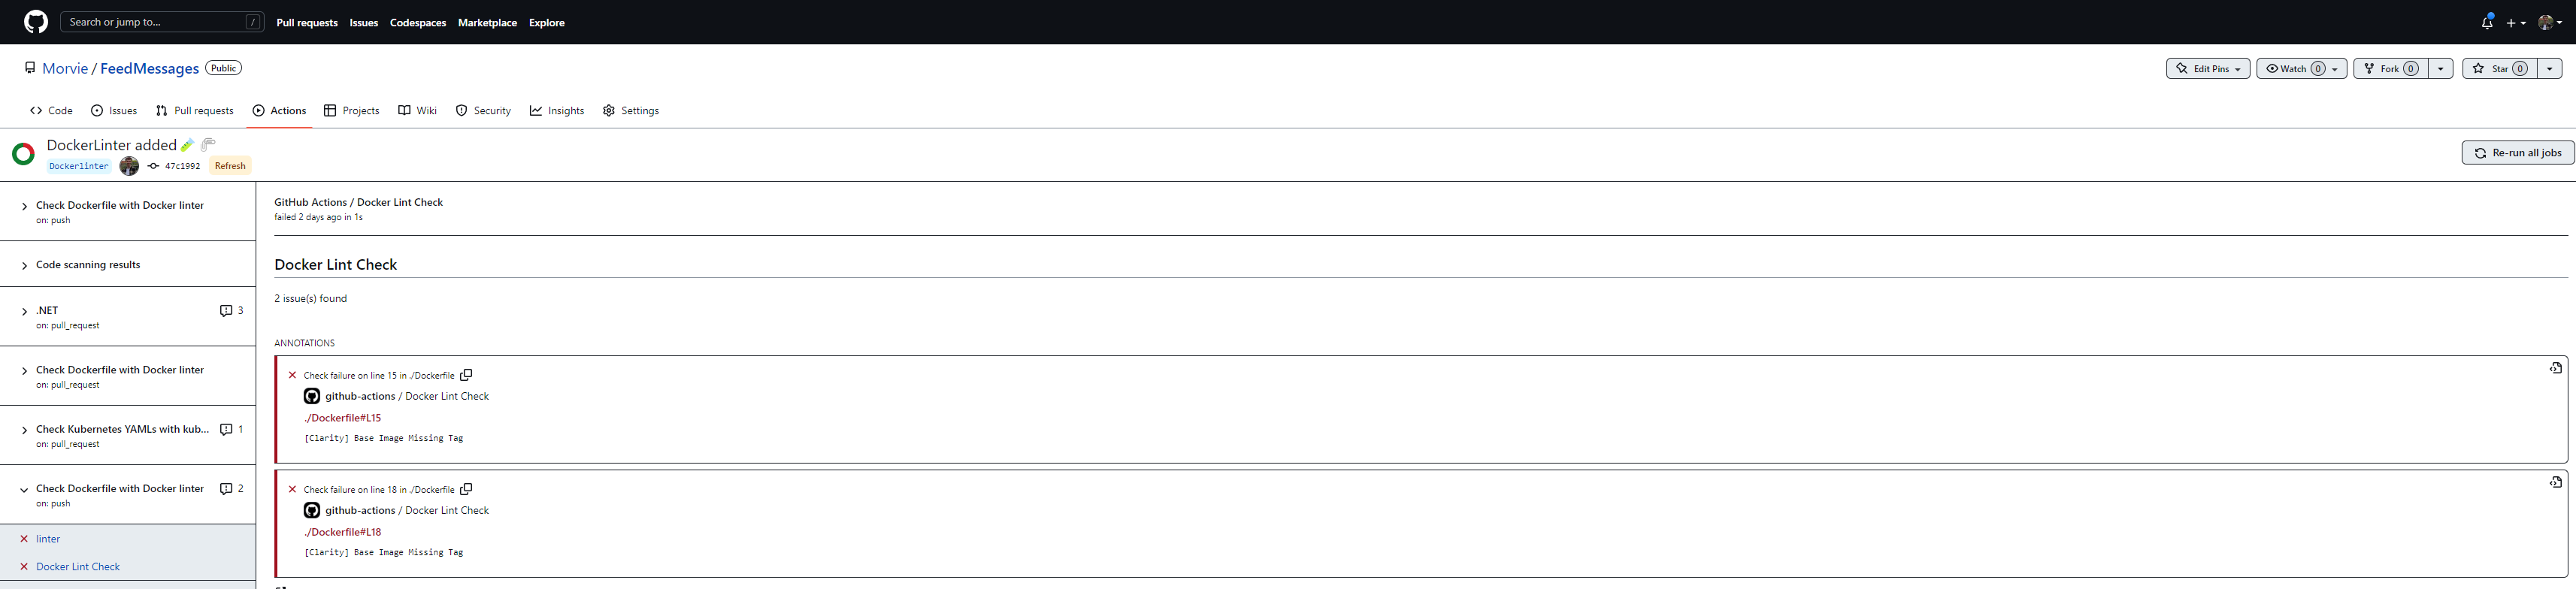 Search or jump to... /
Pull requests Issues Codespaces Marketplace Explore
Morvie / FeedMessages Public
Edit Pins Watch 0 Fork 0 Star 0
Code Issues Pull requests Actions Projects Wiki Security Insights Settings
DockerLinter added
Dockerlinter 47c1992 Refresh
Re-run all jobs
Check Dockerfile with Docker linter
on: push
Code scanning results
.NET 3
on: pull_request
Check Dockerfile with Docker linter
on: pull_request
Check Kubernetes YAMLs with kub... 1
on: pull_request
Check Dockerfile with Docker linter 2
on: push
linter
Docker Lint Check
GitHub Actions / Docker Lint Check
failed 2 days ago in 1s
Docker Lint Check
2 issue(s) found
ANNOTATIONS
Check failure on line 15 in ./Dockerfile
github-actions / Docker Lint Check
./Dockerfile#L15
[Clarity] Base Image Missing Tag
Check failure on line 18 in ./Dockerfile
github-actions / Docker Lint Check
./Dockerfile#L18
[Clarity] Base Image Missing Tag